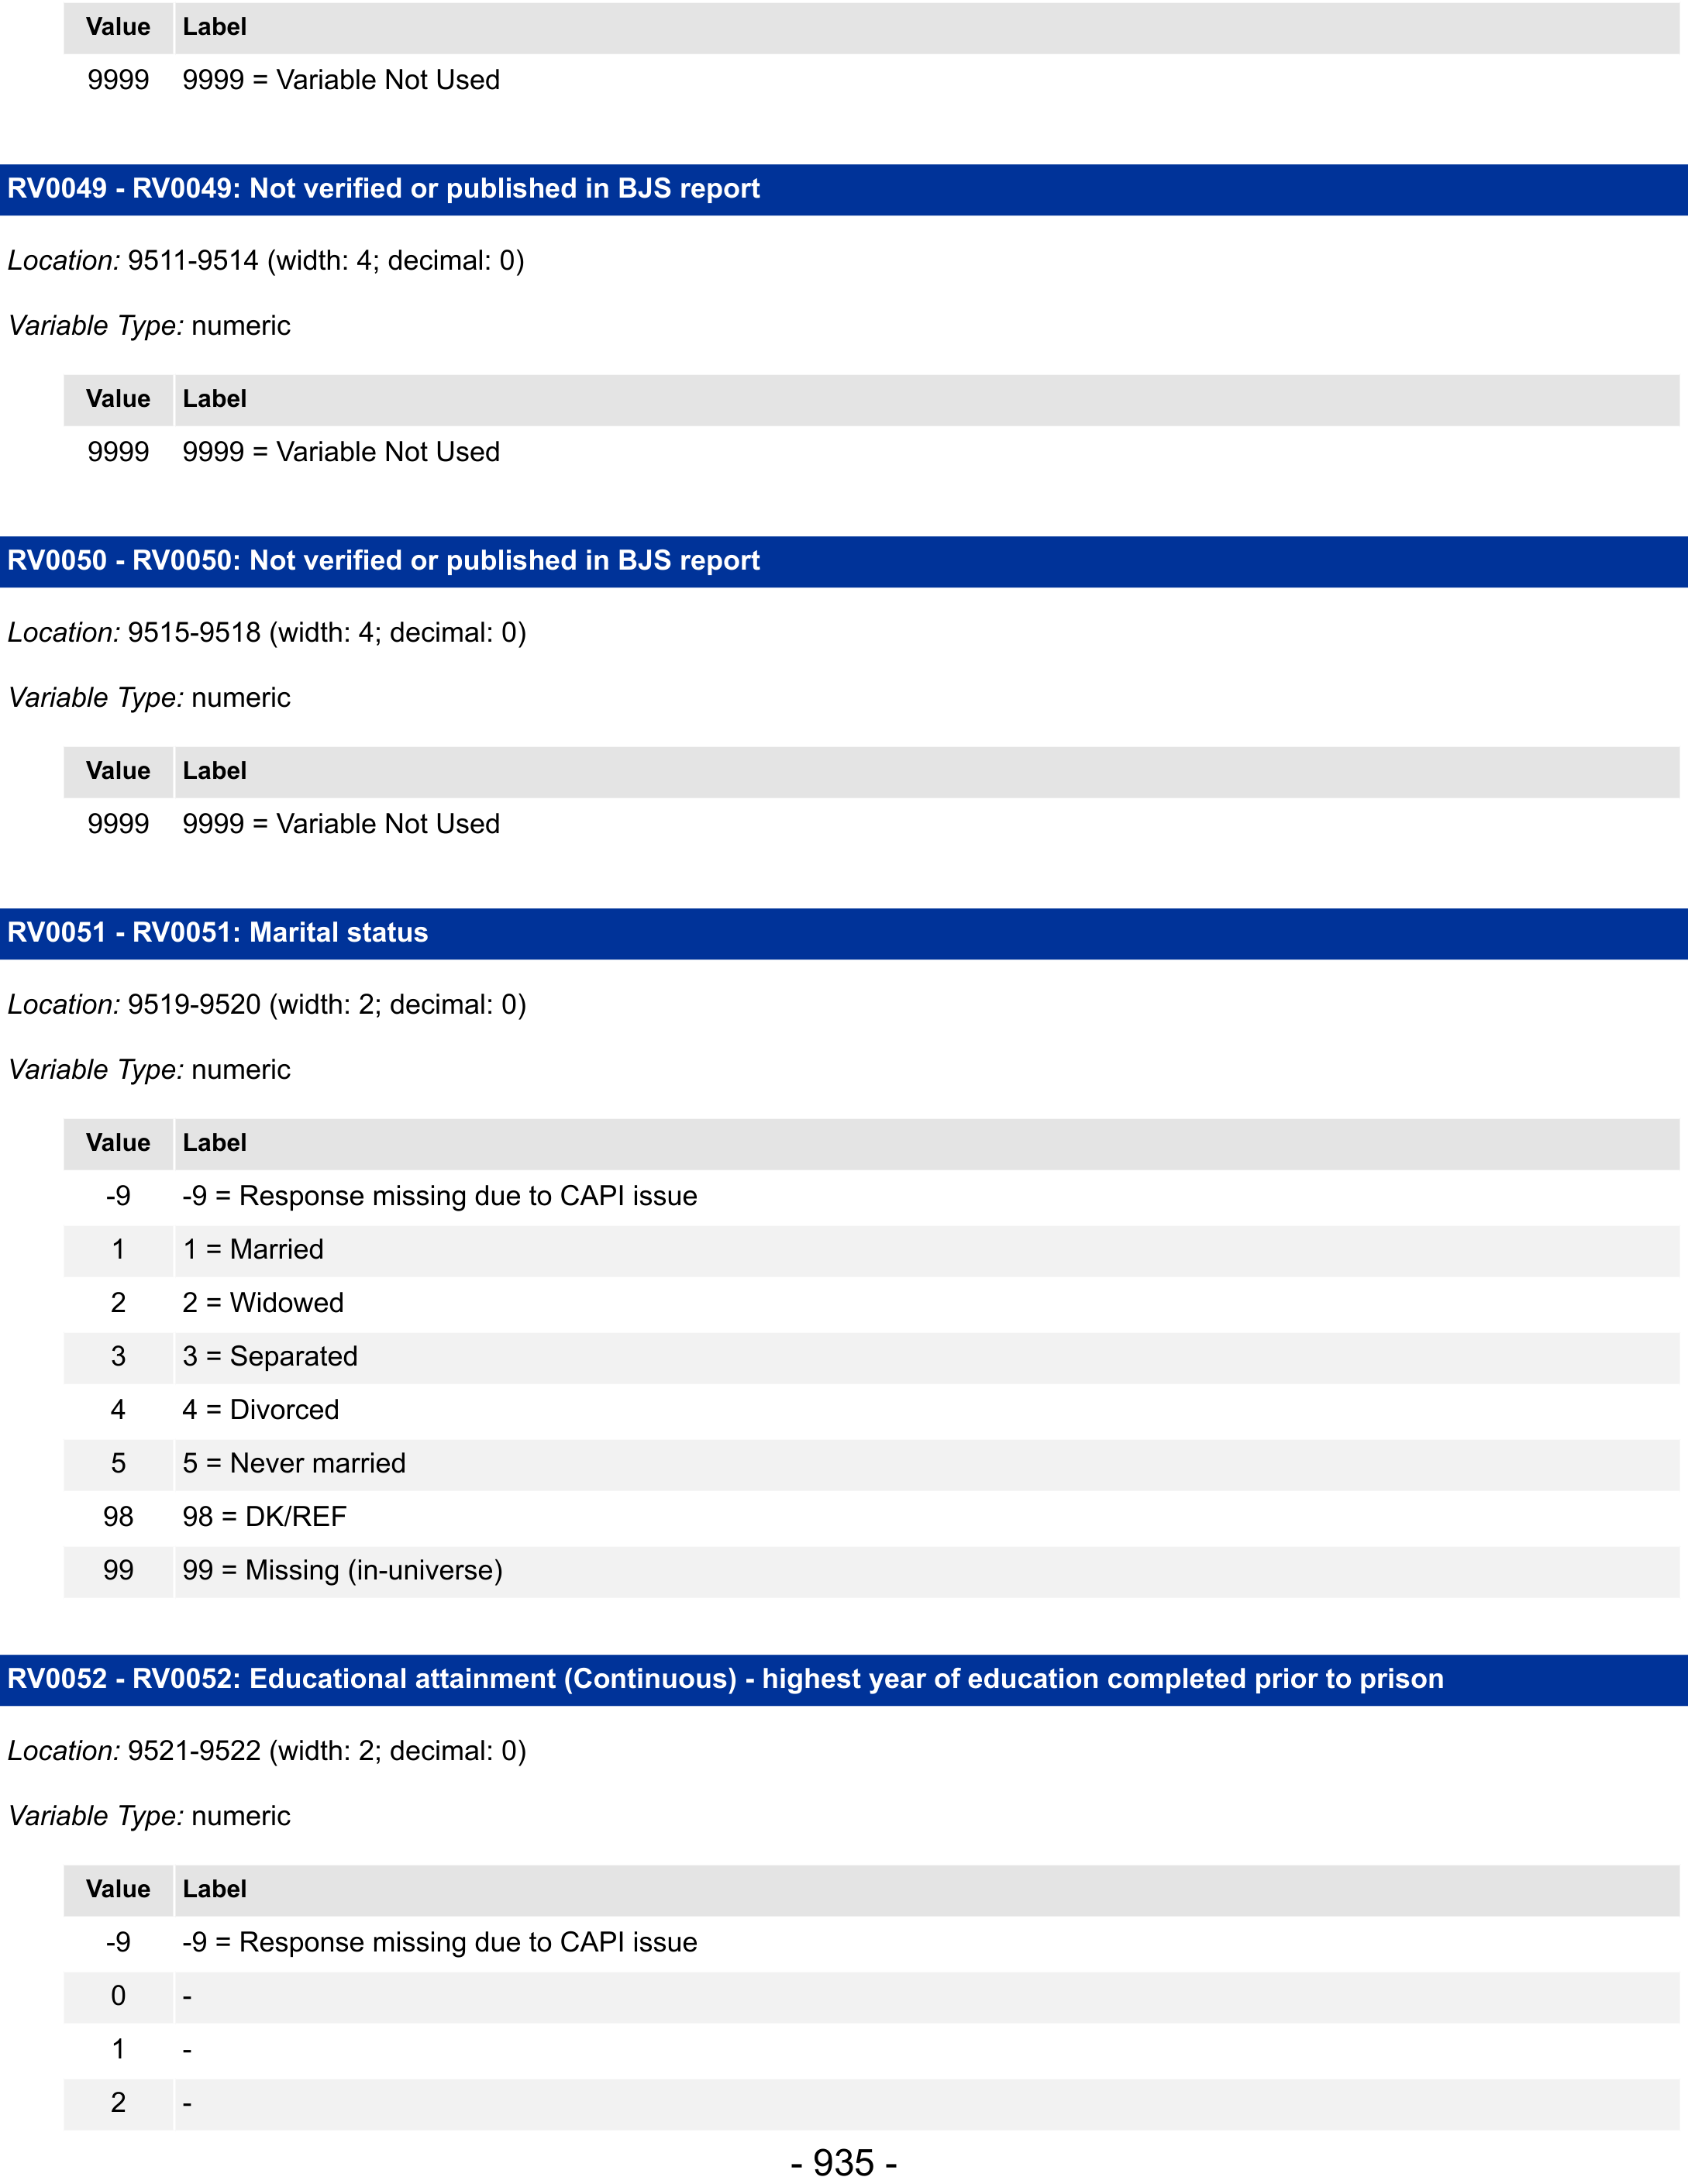 Value Label
9999 9999 = Variable Not Used
RV0049 - RV0049: Not verified or published in BJS report
Location: 9511-9514 (width: 4; decimal: 0)
Variable Type: numeric
Value Label
9999 9999 = Variable Not Used
RV0050 - RV0050: Not verified or published in BJS report
Location: 9515-9518 (width: 4; decimal: 0)
Variable Type: numeric
Value Label
9999 9999 = Variable Not Used
RV0051 - RV0051: Marital status
Location: 9519-9520 (width: 2; decimal: 0)
Variable Type: numeric
Value Label
-9 -9 = Response missing due to CAPI issue
1 1 = Married
2 2 = Widowed
3 3 = Separated
4 4 = Divorced
5 5 = Never married
98 98 = DK/REF
99 99 = Missing (in-universe)
RV0052 - RV0052: Educational attainment (Continuous) - highest year of education completed prior to prison
Location: 9521-9522 (width: 2; decimal: 0)
Variable Type: numeric
Value Label
-9 -9 = Response missing due to CAPI issue
0 -
1 -
2 -
- 935 -